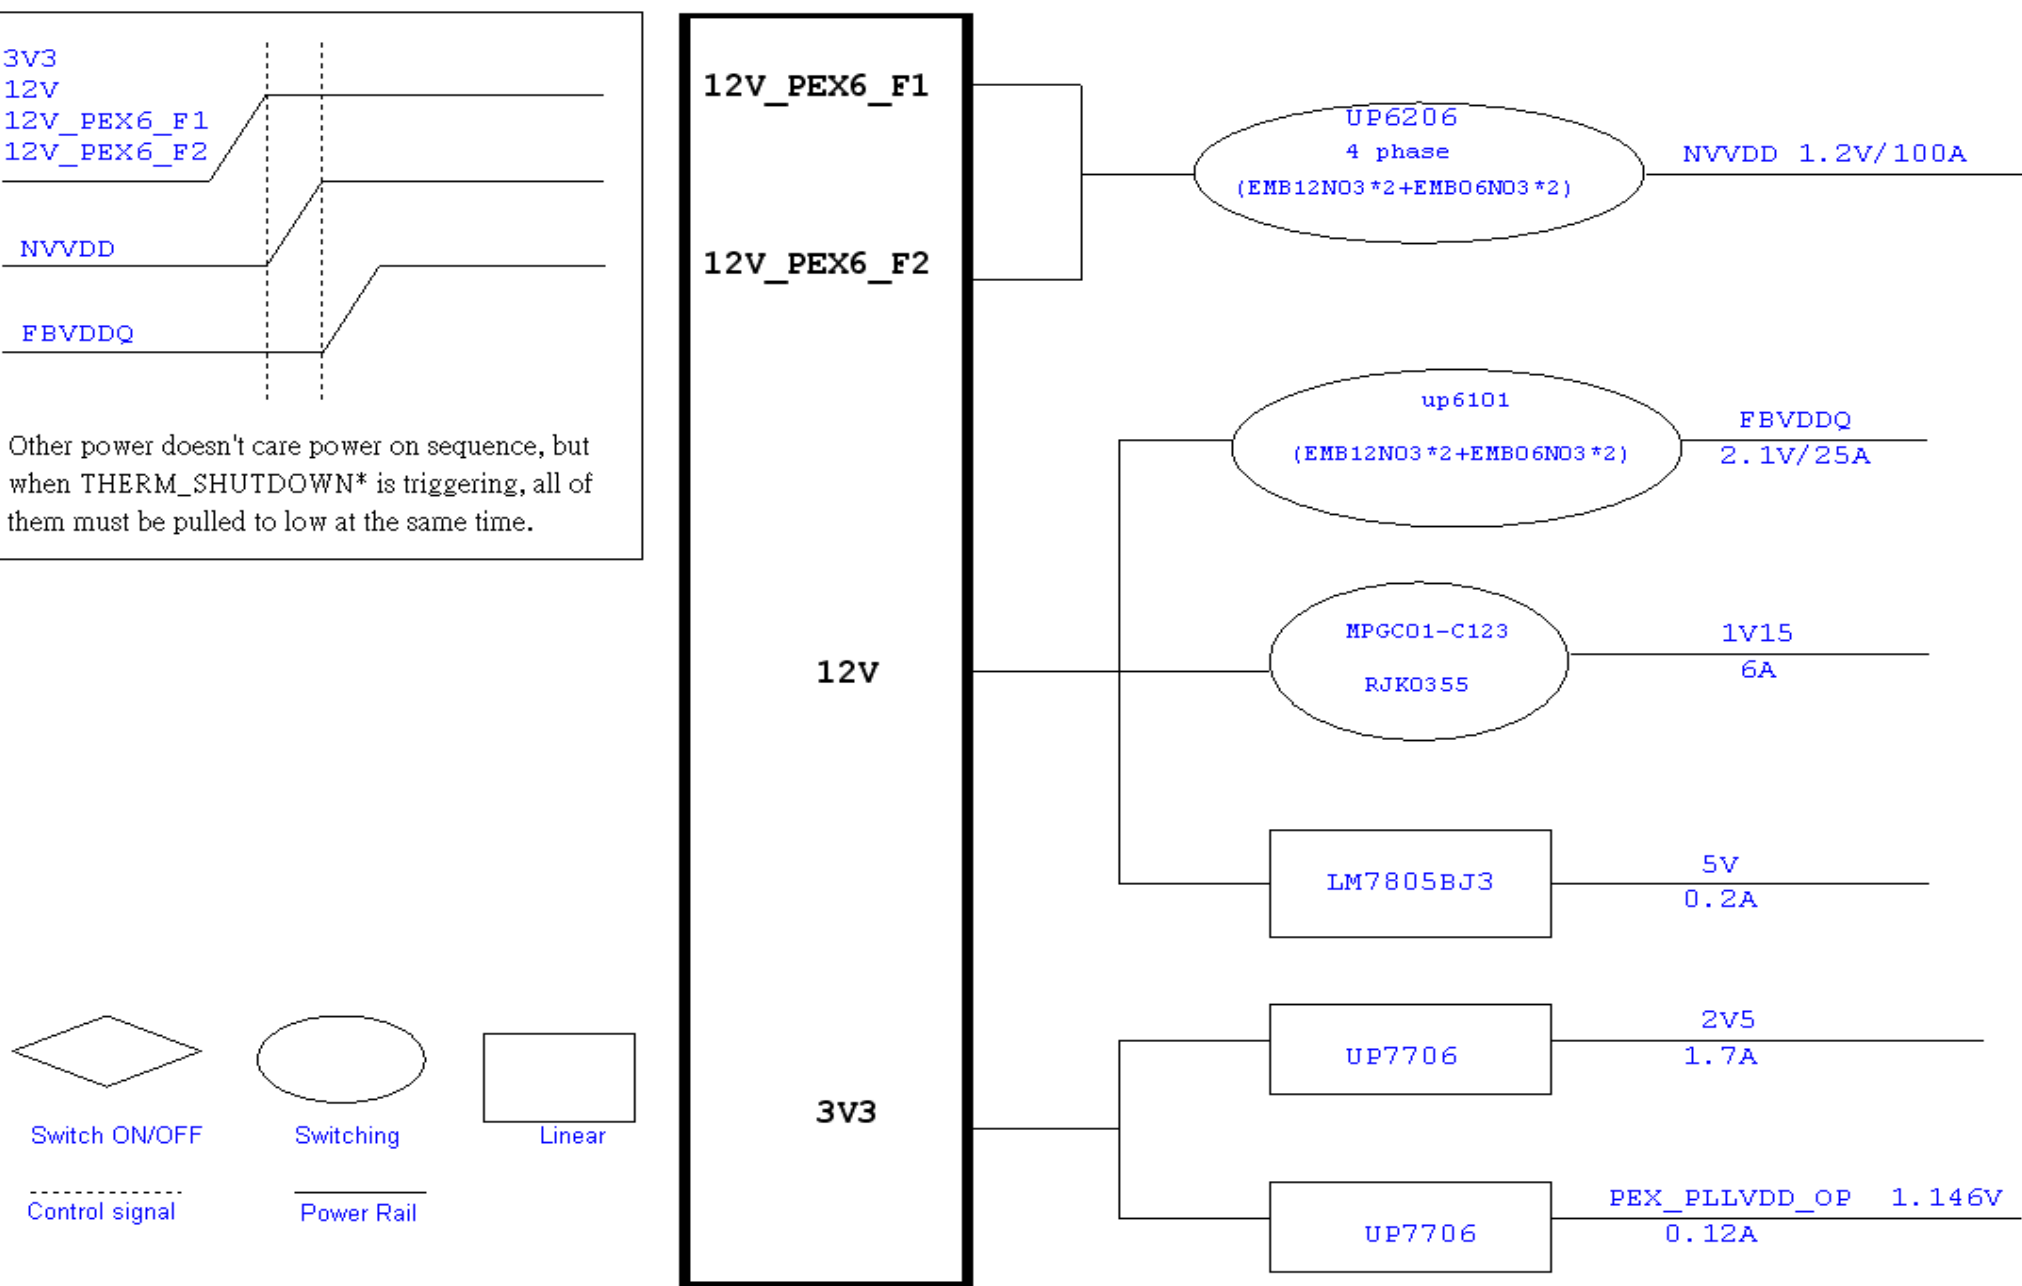 3V3
12V
12V_PEX6_F1
12V_PEX6_F2
NVVDD
FBVDDQ
Other power doesn't care power on sequence, but
when THERM_SHUTDOWN* is triggering, all of
them must be pulled to low at the same time.
Switch ON/OFF
Switching
Linear
Control signal
Power Rail
12V_PEX6_F1
12V_PEX6_F2
12V
3V3
UP6206
4 phase
(EMB12N03*2+EMB06N03*2)
NVVDD 1.2V/100A
up6101
(EMB12N03*2+EMB06N03*2)
FBVDDQ
2.1V/25A
MPGC01-C123
RJK0355
1V15
6A
LM7805BJ3
5V
0.2A
UP7706
2V5
1.7A
UP7706
PEX_PLLVDD_OP 1.146V
0.12A